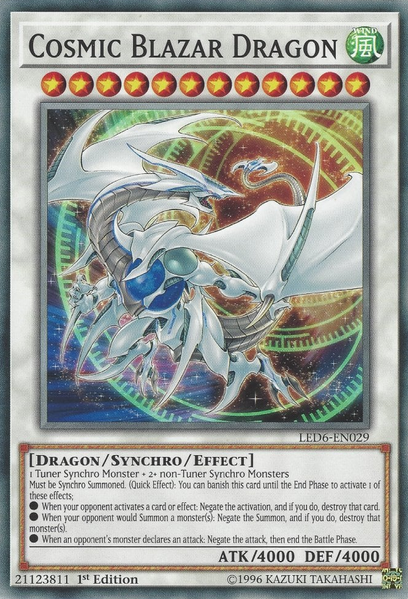 COSMIC BLAZAR DRAGON
WIND
風
LED6-EN029
[DRAGON/SYNCHRO/EFFECT]
1 Tuner Synchro Monster + 2+ non-Tuner Synchro Monsters
Must be Synchro Summoned. (Quick Effect): You can banish this card until the End Phase to activate 1 of
these effects;
● When your opponent activates a card or effect: Negate the activation, and if you do, destroy that card.
● When your opponent would Summon a monster(s): Negate the Summon, and if you do, destroy that
monster(s).
● When an opponent's monster declares an attack: Negate the attack, then end the Battle Phase.
ATK/4000 DEF/4000
21123811 1st Edition ©1996 KAZUKI TAKAHASHI